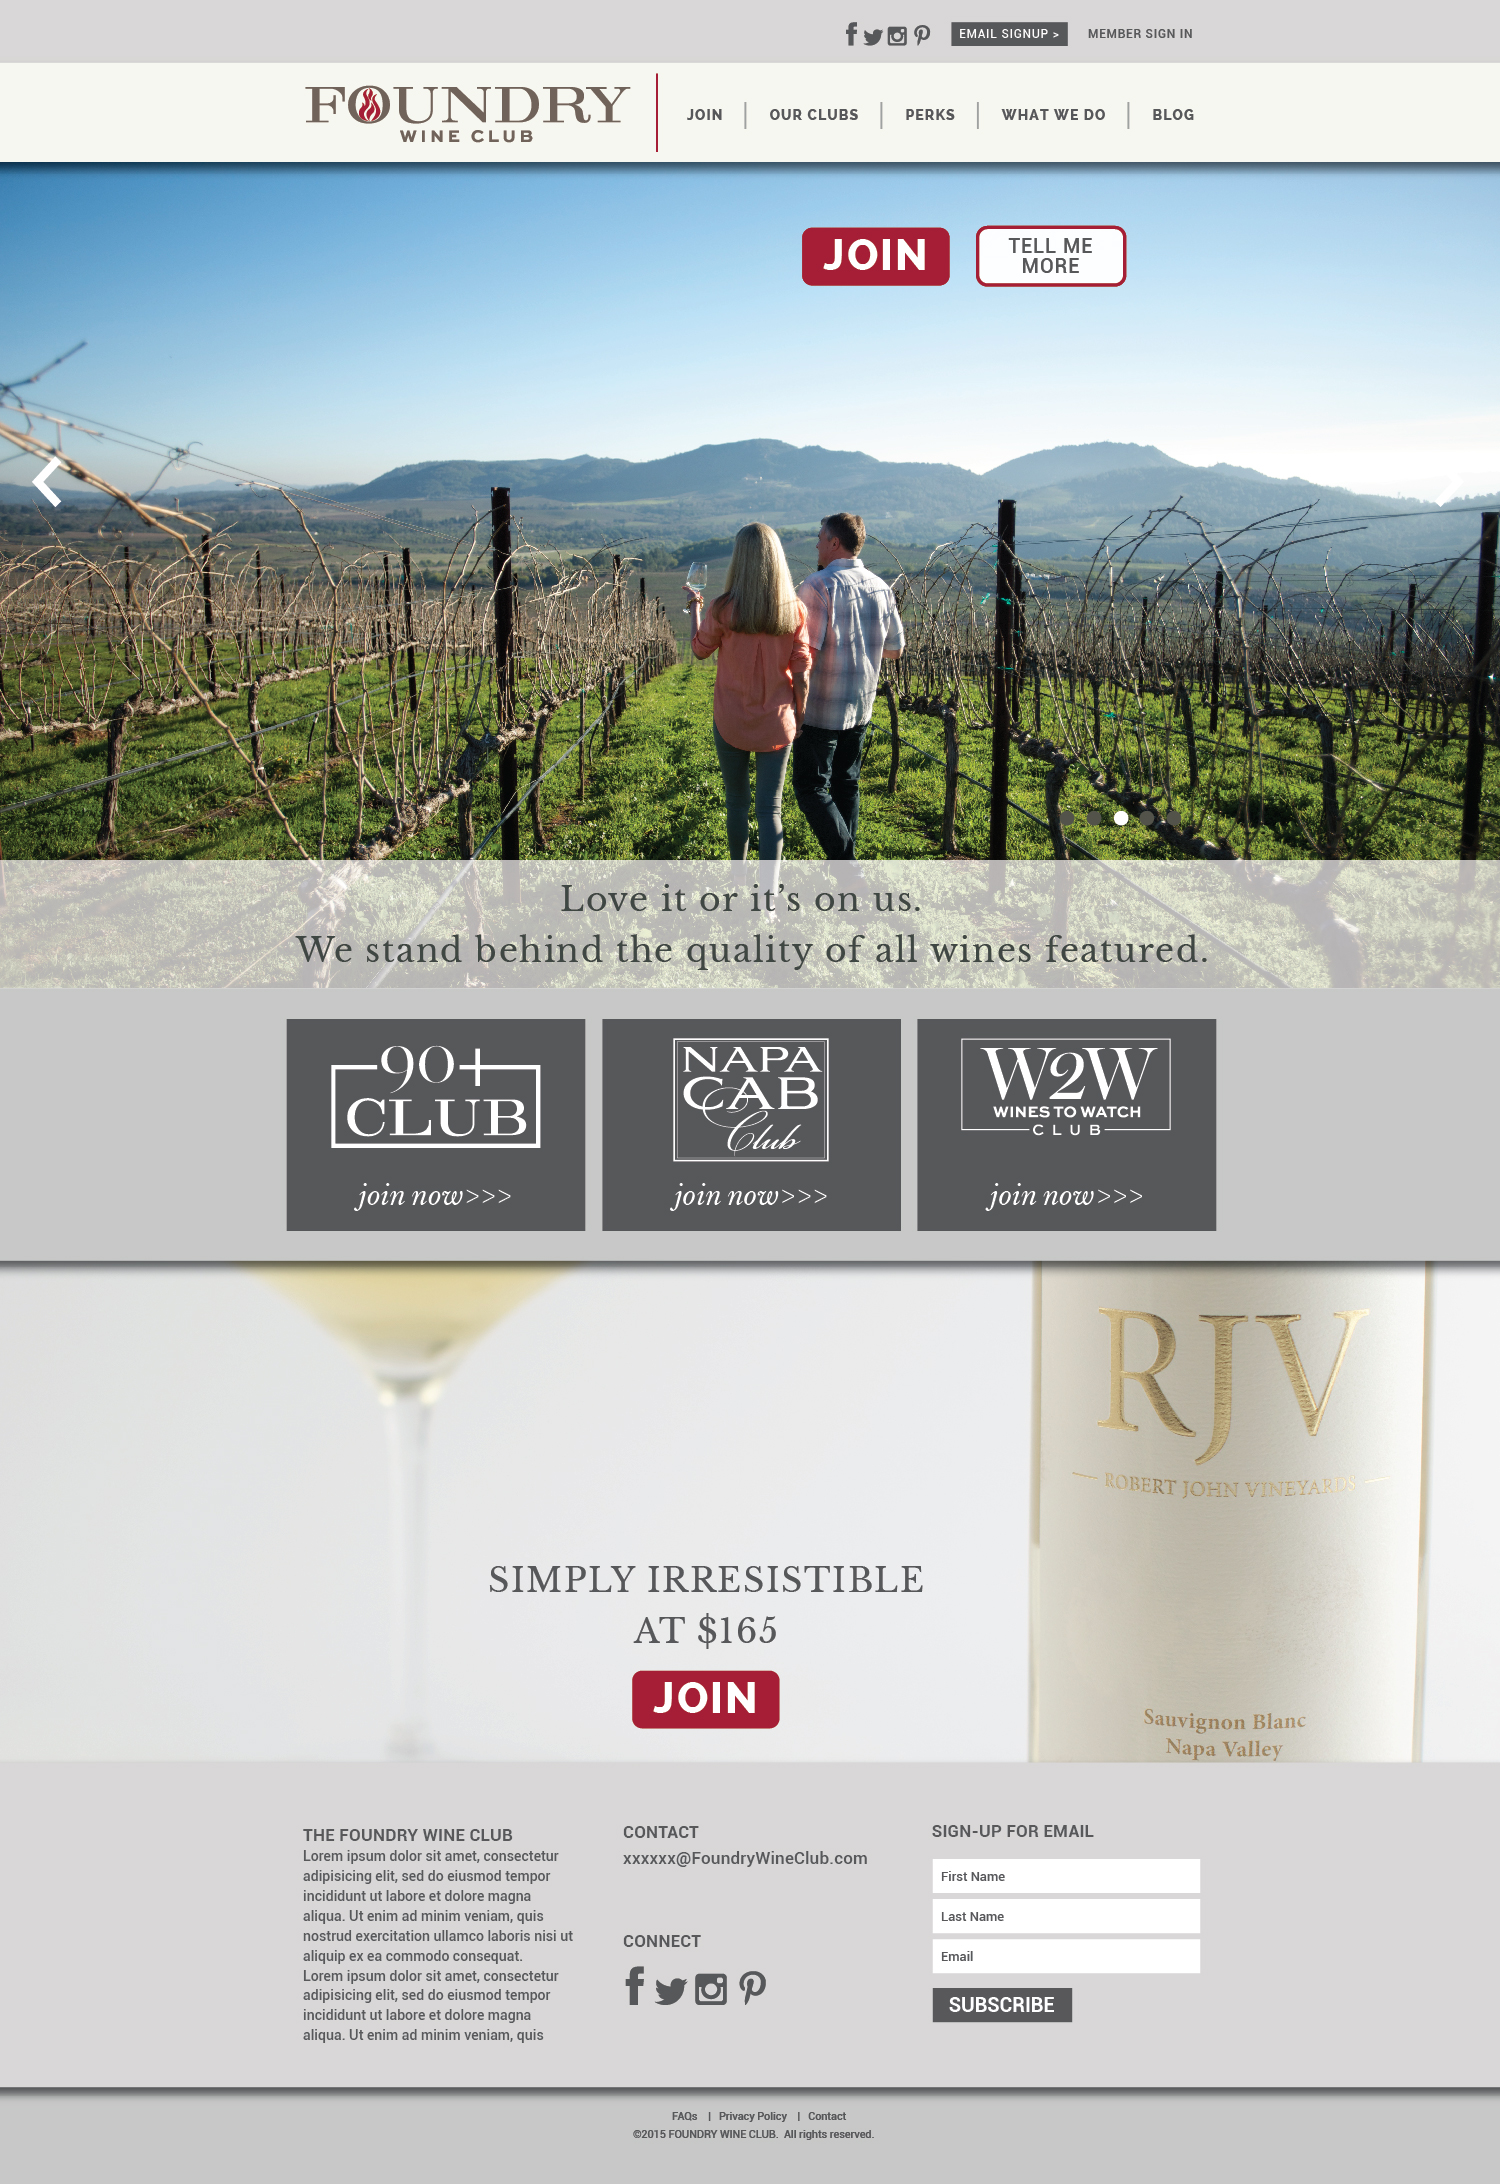 EMAIL SIGNUP >
MEMBER SIGN IN
FOUNDRY
WINE CLUB
JOIN
OUR CLUBS
PERKS
WHAT WE DO
BLOG
JOIN
TELL ME
MORE
Love it or it's on us.
We stand behind the quality of all wines featured.
90+
CLUB
join now>>>
NAPA
CAB
Club
join now>>>
W2W
WINES TO WATCH
CLUB
join now>>>
RJV
ROBERT JOHN VINEYARDS
SIMPLY IRRESISTIBLE
AT $165
JOIN
Sauvignon Blanc
Napa Valley
THE FOUNDRY WINE CLUB
Lorem ipsum dolor sit amet, consectetur
adipisicing elit, sed do eiusmod tempor
incididunt ut labore et dolore magna
aliqua. Ut enim ad minim veniam, quis
nostrud exercitation ullamco laboris nisi ut
aliquip ex ea commodo consequat.
Lorem ipsum dolor sit amet, consectetur
adipisicing elit, sed do eiusmod tempor
incididunt ut labore et dolore magna
aliqua. Ut enim ad minim veniam, quis
CONTACT
xxxxxx@FoundryWineClub.com
CONNECT
SIGN-UP FOR EMAIL
First Name
Last Name
Email
SUBSCRIBE
FAQs | Privacy Policy | Contact
©2015 FOUNDRY WINE CLUB. All rights reserved.